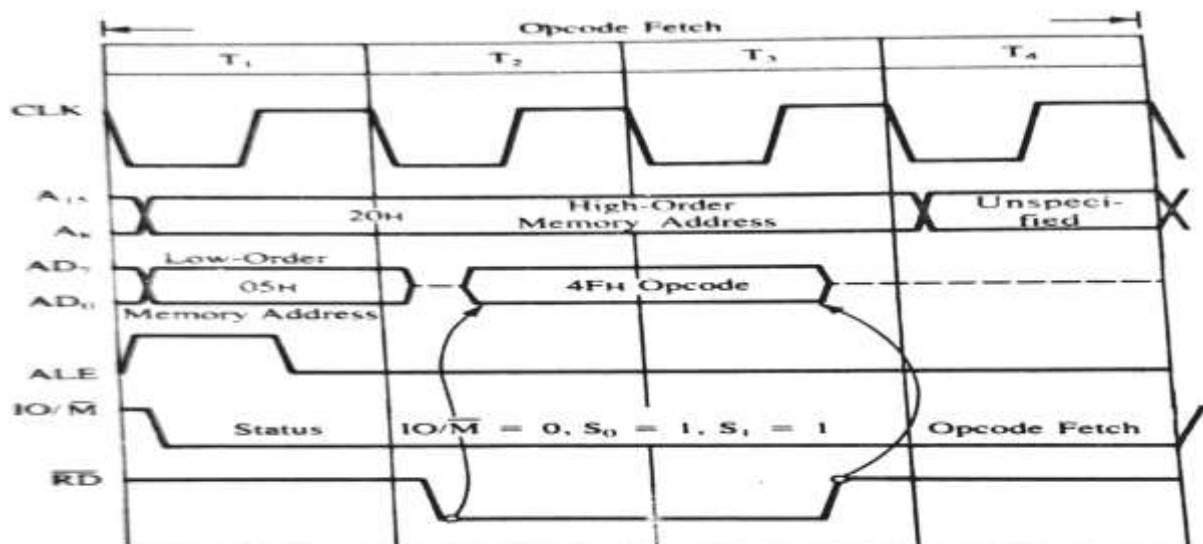 Opcode Fetch
T₁ T₂ T₃ T₄
CLK
A₁₅ High-Order Unspeci-
20H Memory Address fied
A₈
AD₇ Low-Order
05H 4FH Opcode
AD₀ Memory Address
ALE
IO/M̅ Status IO/M̅ = 0, S₀ = 1, S₁ = 1 Opcode Fetch
R̅D̅